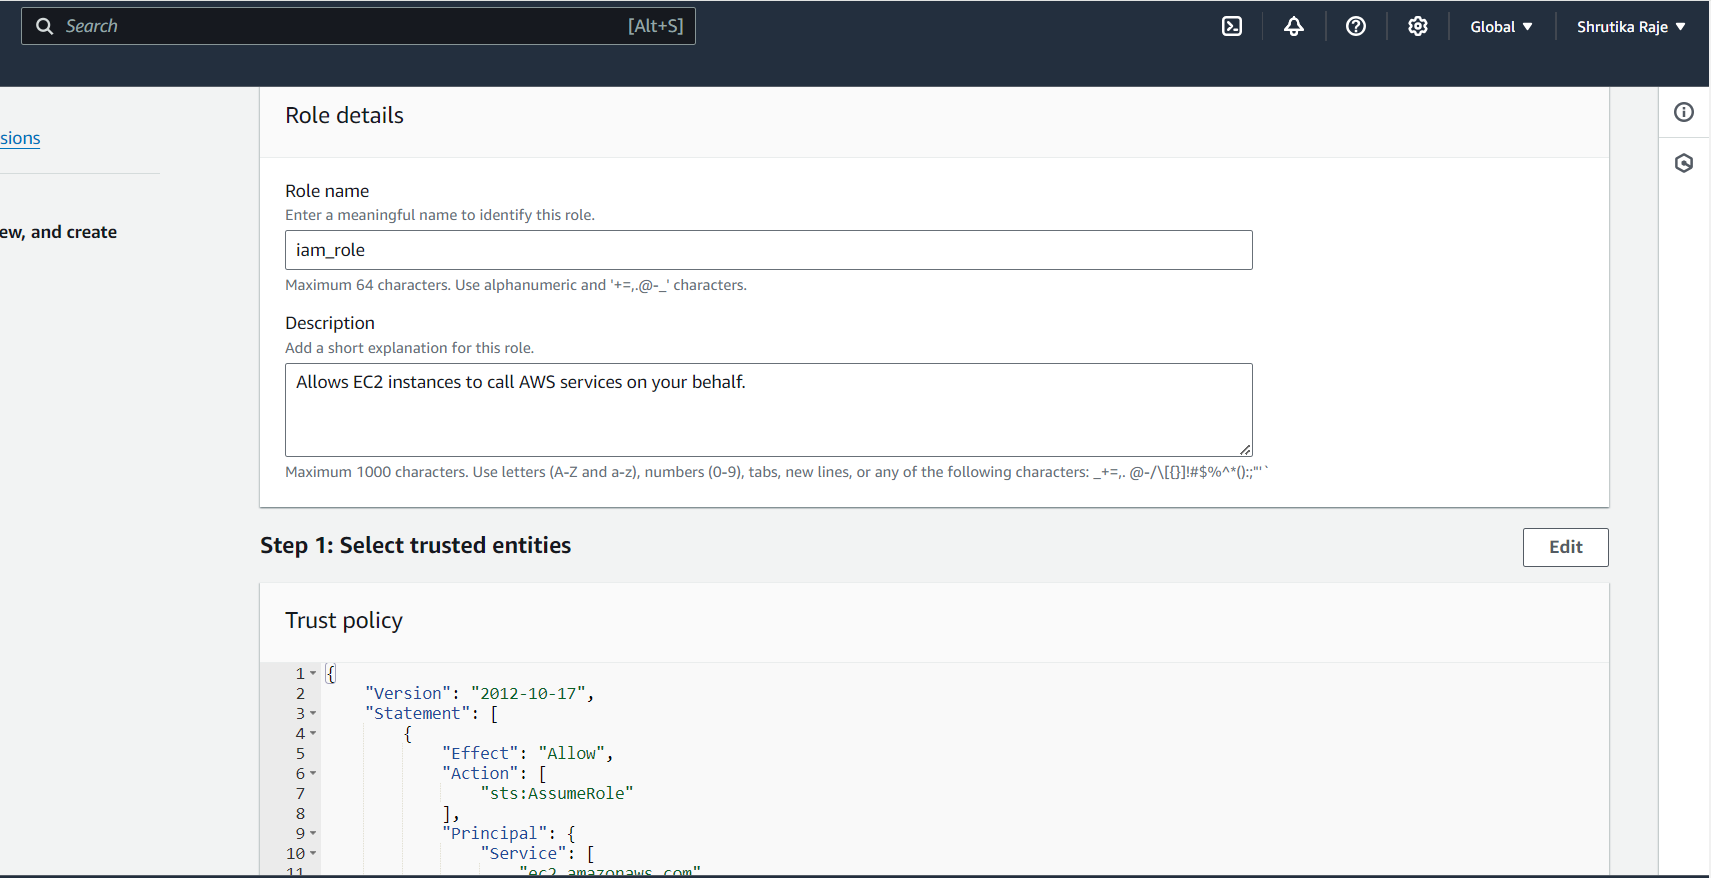 Search [Alt+S] Global Shrutika Raje
Role details
sions
Role name
Enter a meaningful name to identify this role.
ew, and create
iam_role
Maximum 64 characters. Use alphanumeric and '+=,.@-_' characters.
Description
Add a short explanation for this role.
Allows EC2 instances to call AWS services on your behalf.
Maximum 1000 characters. Use letters (A-Z and a-z), numbers (0-9), tabs, new lines, or any of the following characters: _+=,. @-/\[{}]!#$%^*();:"'`
Step 1: Select trusted entities
Edit
Trust policy
1 {
2 "Version": "2012-10-17",
3 "Statement": [
4 {
5 "Effect": "Allow",
6 "Action": [
7 "sts:AssumeRole"
8 ],
9 "Principal": {
10 "Service": [
11 "ec2.amazonaws.com"